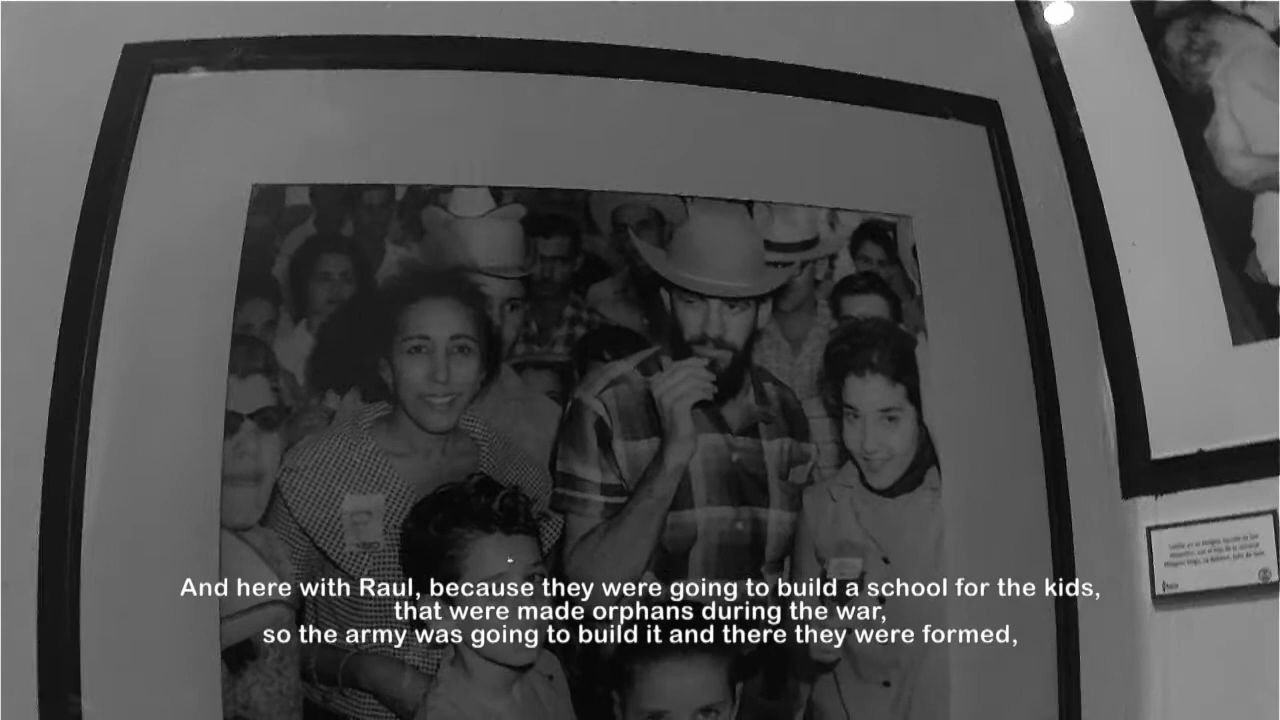 And here with Raul, because they were going to build a school for the kids,
that were made orphans during the war,
so the army was going to build it and there they were formed,